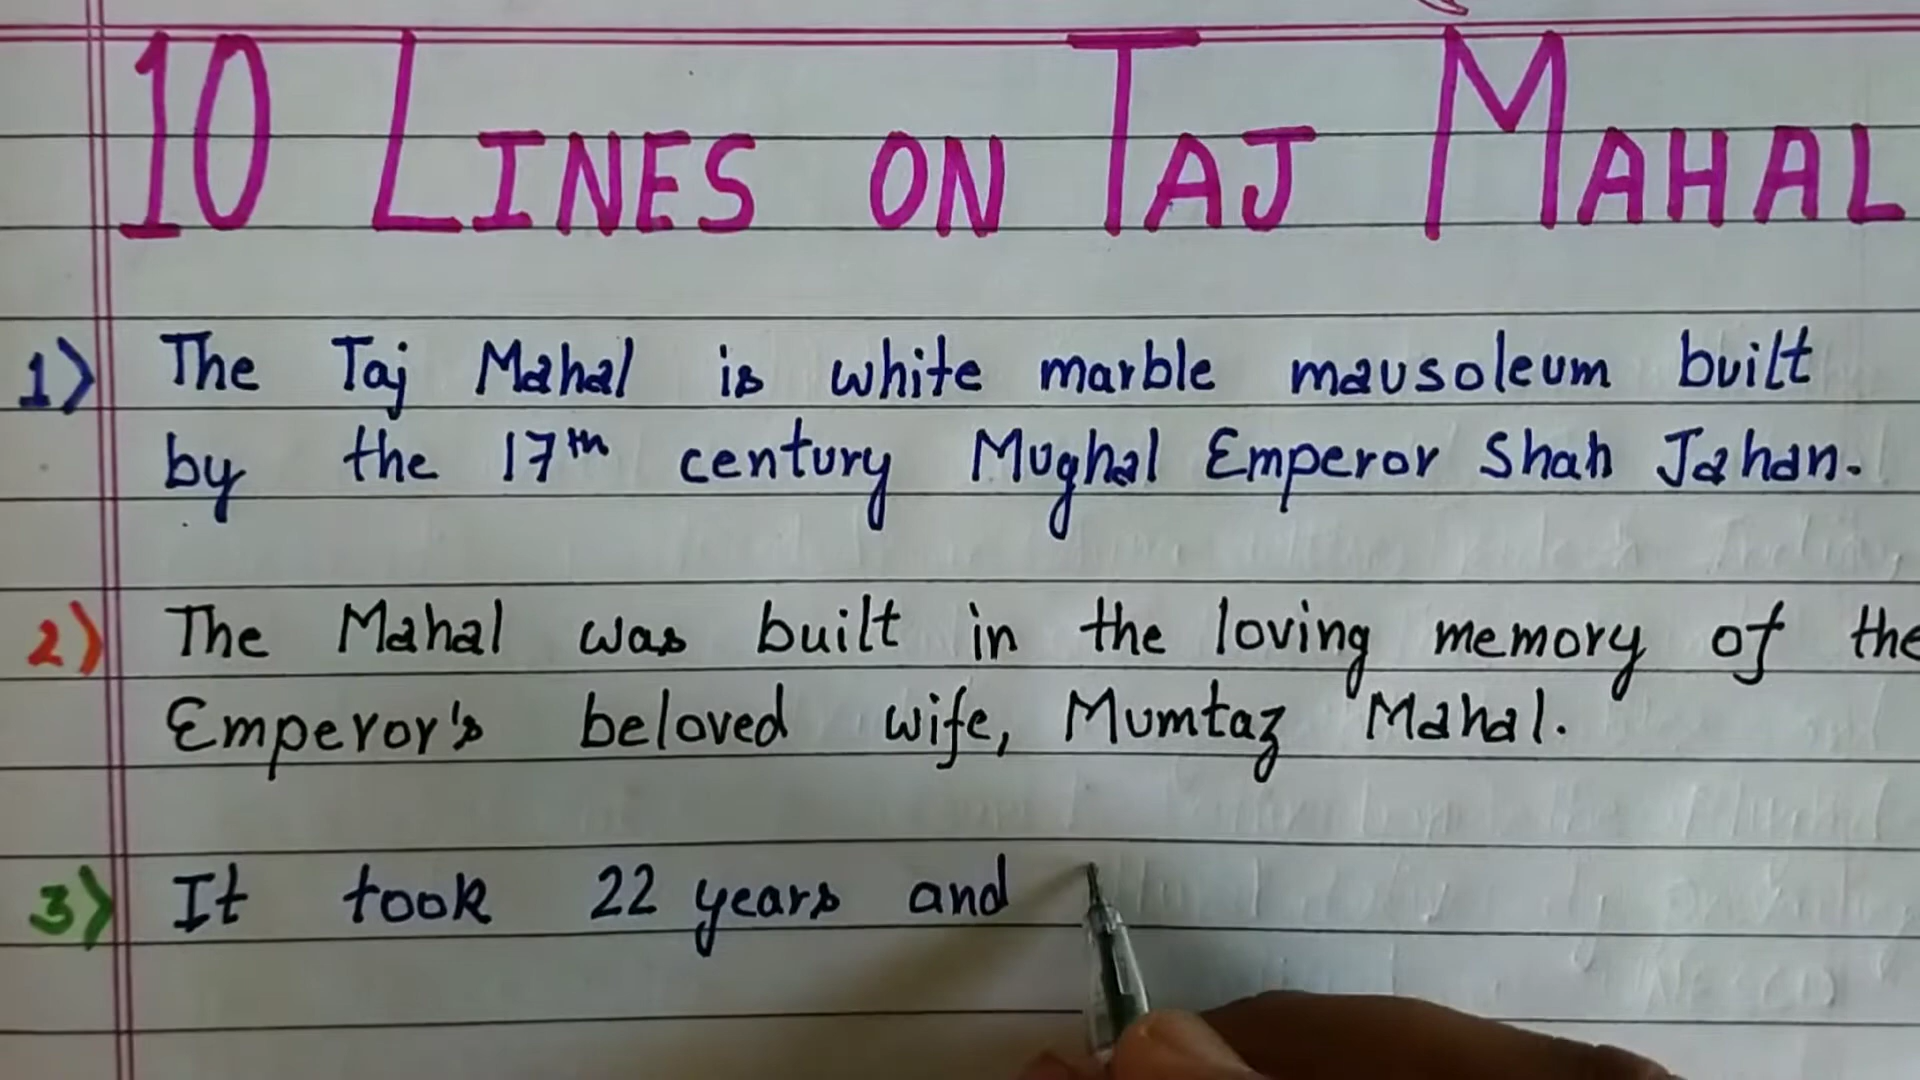 10 LINES ON TAJ MAHAL
1) The Taj Mahal is white marble mausoleum built
by the 17th century Mughal Emperor Shah Jahan.
2) The Mahal was built in the loving memory of the
Emperor's beloved wife, Mumtaz Mahal.
3) It took 22 years and